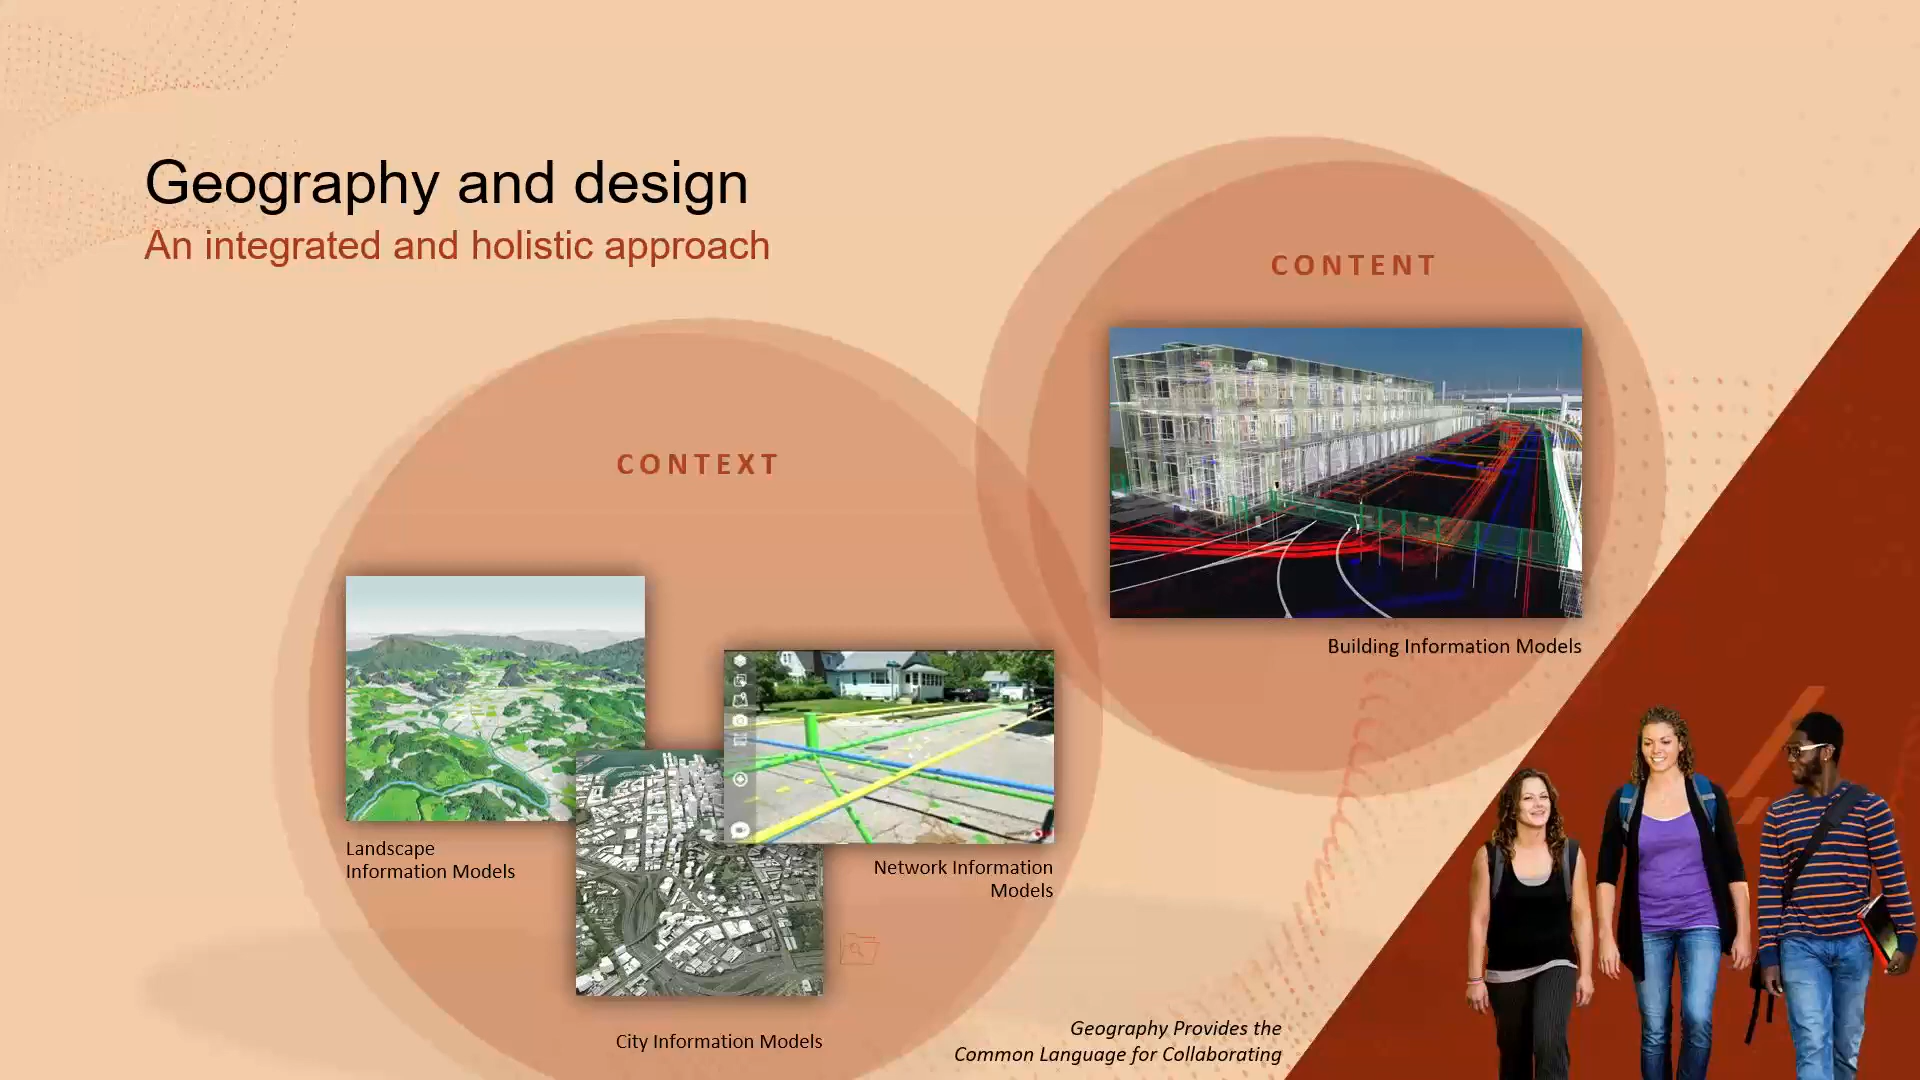 Geography and design
An integrated and holistic approach
CONTENT
Building Information Models
CONTEXT
Landscape
Information Models
Network Information
Models
City Information Models
Geography Provides the
Common Language for Collaborating